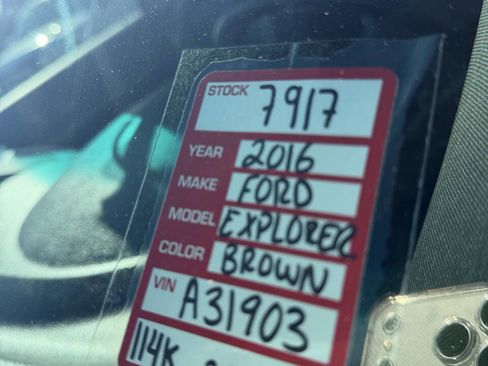 STOCK 7917
YEAR 2016
MAKE FORD
MODEL EXPLORER
COLOR BROWN
VIN A31903
114K